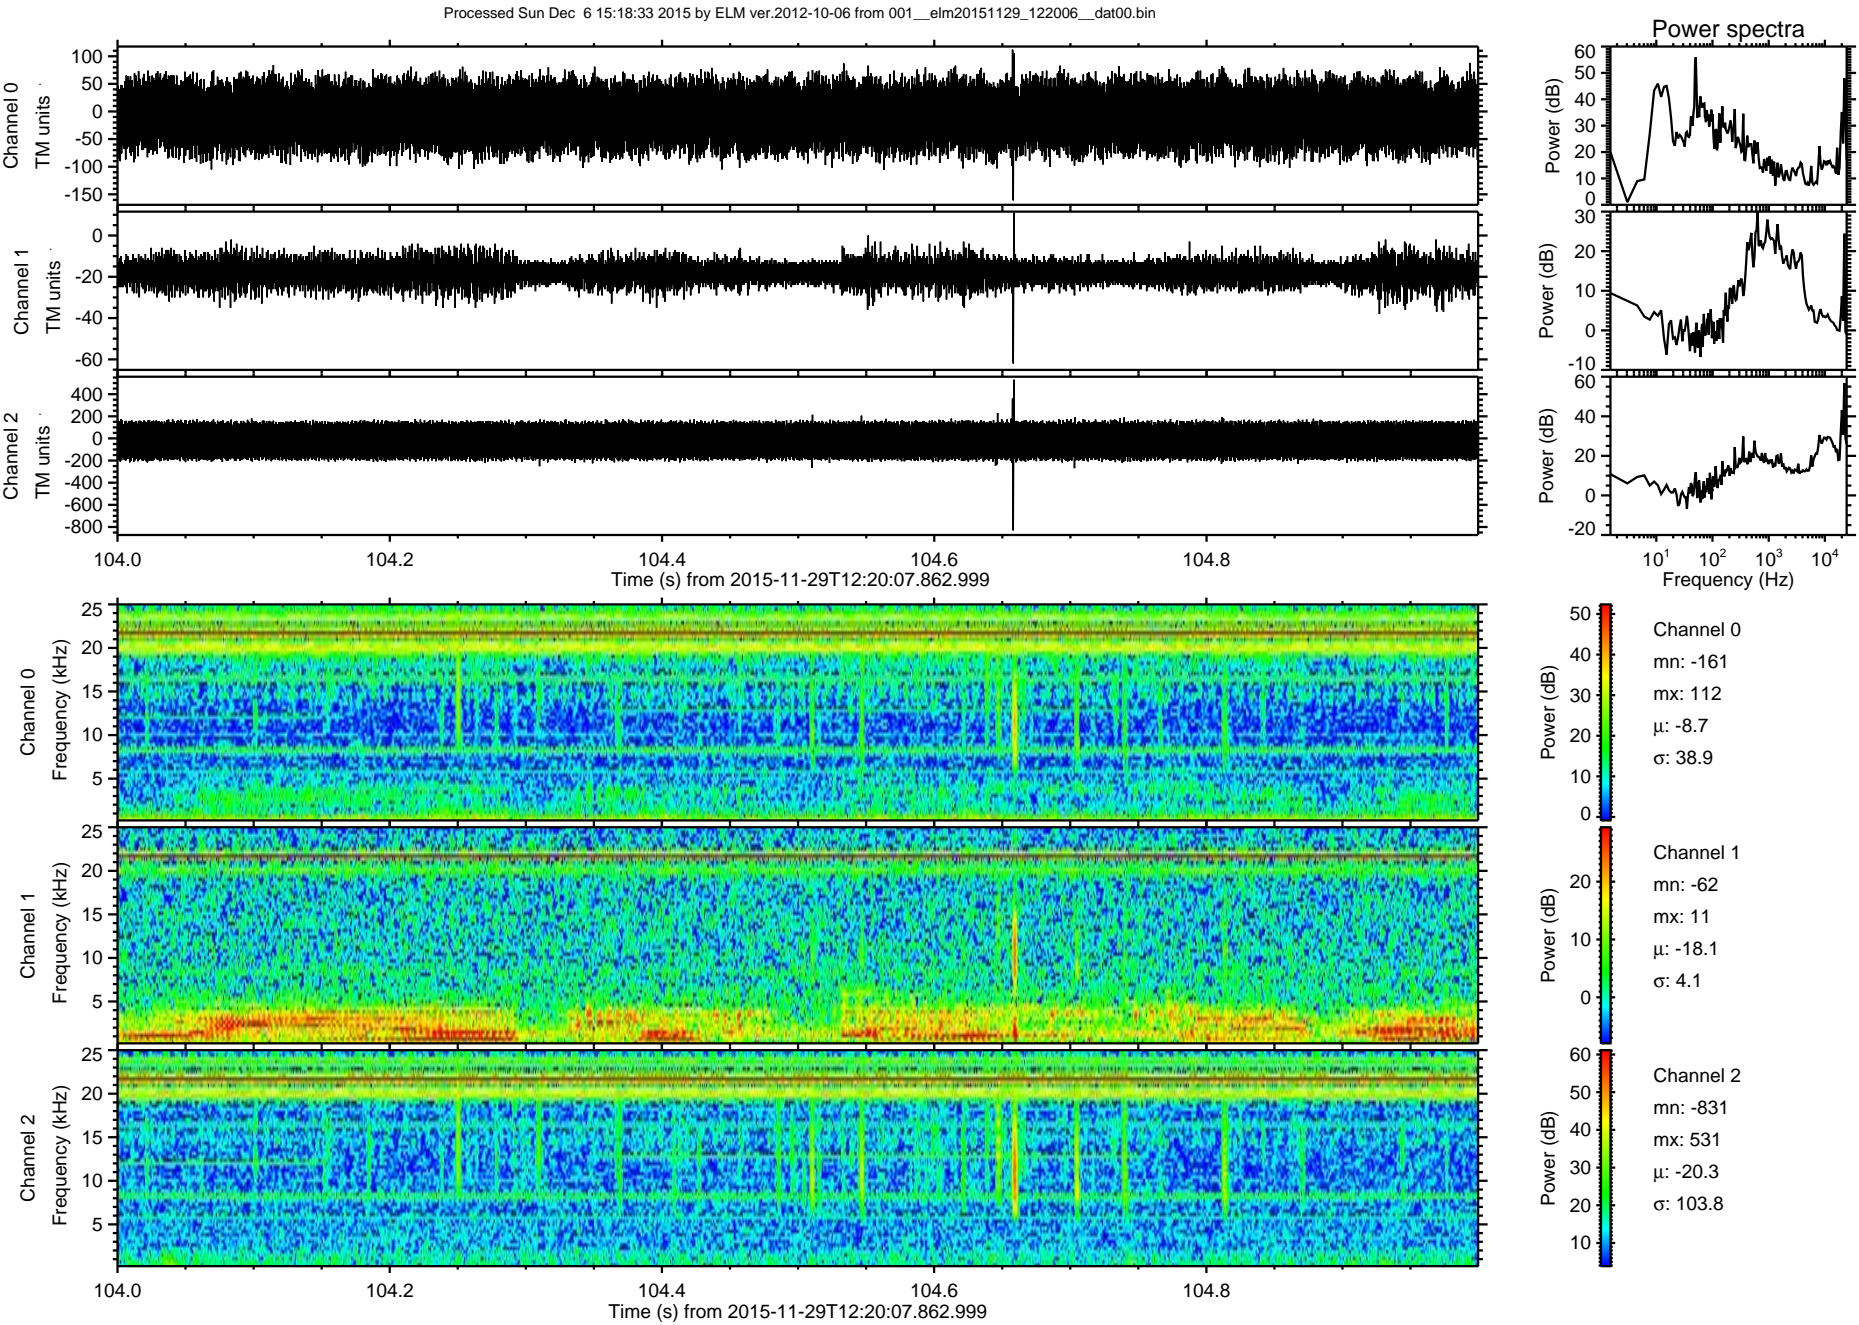 Processed Sun Dec 6 15:18:33 2015 by ELM ver.2012-10-06 from 001__elm20151129_122006__dat00.bin
Power spectra
Channel 0
TM units
100
50
0
-50
-100
-150
Power (dB)
60
50
40
30
20
10
0
Channel 1
TM units
0
-20
-40
-60
Power (dB)
30
20
10
0
-10
Channel 2
TM units
400
200
0
-200
-400
-600
-800
Power (dB)
60
40
20
0
-20
104.0 104.2 104.4 104.6 104.8
Time (s) from 2015-11-29T12:20:07.862.999
10¹ 10² 10³ 10⁴
Frequency (Hz)
Channel 0
Frequency (kHz)
25
20
15
10
5
Power (dB)
50
40
30
20
10
0
Channel 0
mn: -161
mx: 112
μ: -8.7
σ: 38.9
Channel 1
Frequency (kHz)
25
20
15
10
5
Power (dB)
20
10
0
Channel 1
mn: -62
mx: 11
μ: -18.1
σ: 4.1
Channel 2
Frequency (kHz)
25
20
15
10
5
Power (dB)
60
50
40
30
20
10
Channel 2
mn: -831
mx: 531
μ: -20.3
σ: 103.8
104.0 104.2 104.4 104.6 104.8
Time (s) from 2015-11-29T12:20:07.862.999